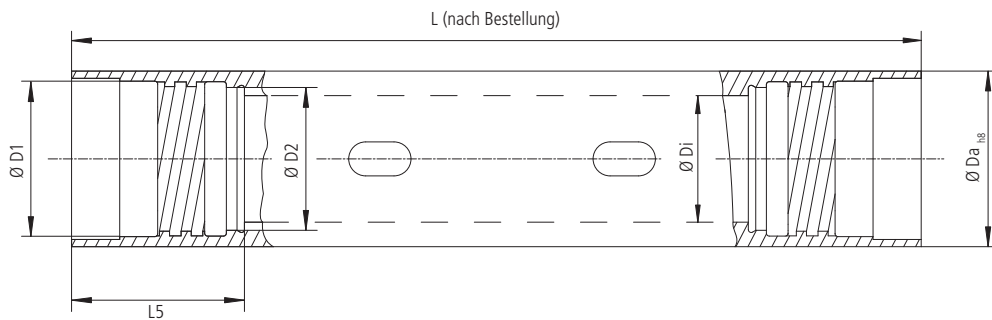 L (nach Bestellung)
Ø D1
Ø D2
Ø Di
Ø Da h8
L5